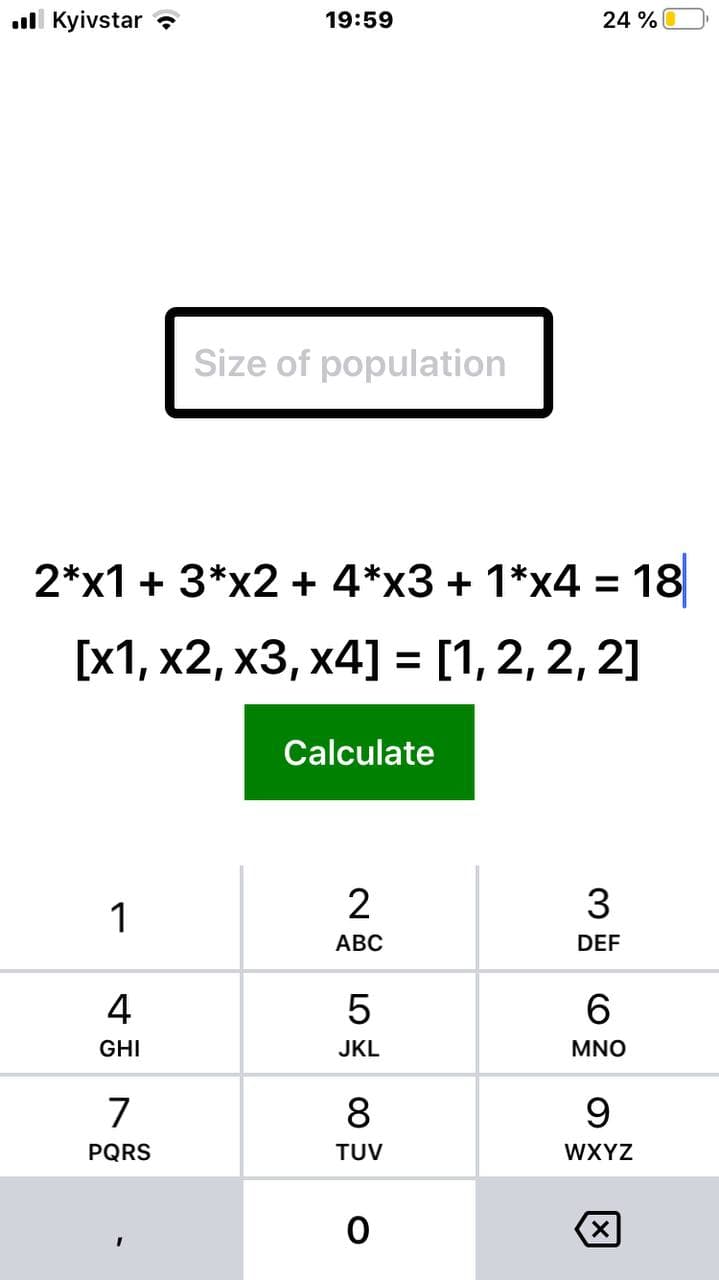 Kyivstar 19:59 24 %
Size of population
2*x1 + 3*x2 + 4*x3 + 1*x4 = 18
[x1, x2, x3, x4] = [1, 2, 2, 2]
Calculate
1 2 3
ABC DEF
4 5 6
GHI JKL MNO
7 8 9
PQRS TUV WXYZ
, 0